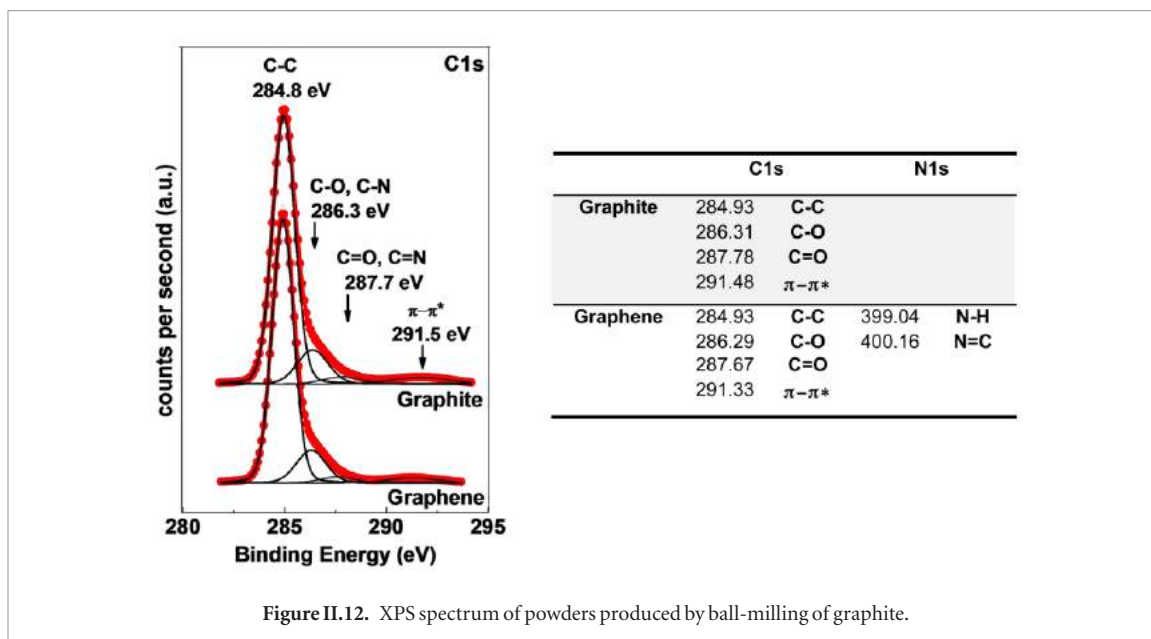 C-C
284.8 eV
C1s
C-O, C-N
286.3 eV
C=O, C=N
287.7 eV
π-π*
291.5 eV
Graphite
Graphene
counts per second (a.u.)
280 285 290 295
Binding Energy (eV)
C1s N1s
Graphite 284.93 C-C
286.31 C-O
287.78 C=O
291.48 π-π*
Graphene 284.93 C-C 399.04 N-H
286.29 C-O 400.16 N=C
287.67 C=O
291.33 π-π*
Figure II.12. XPS spectrum of powders produced by ball-milling of graphite.